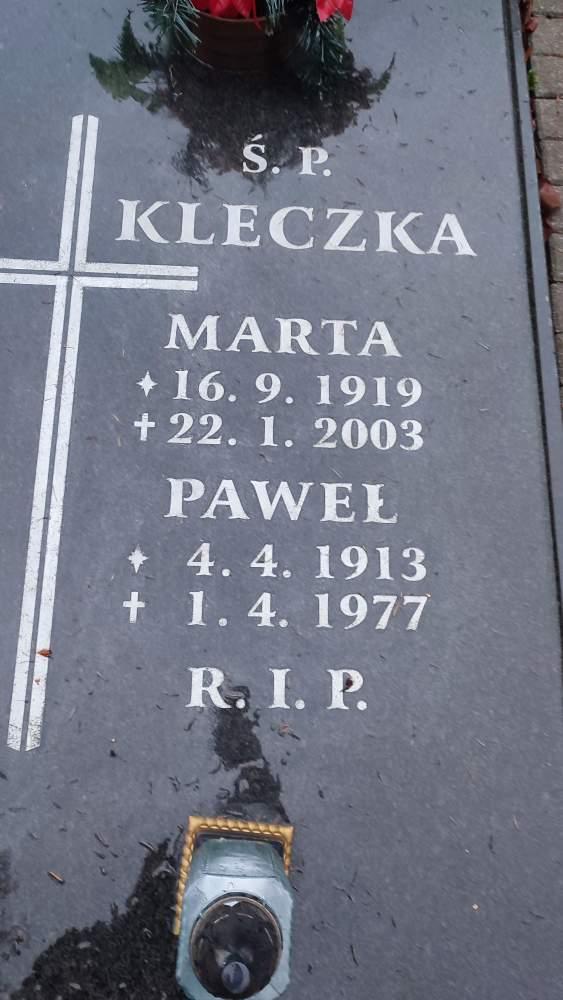 Ś. P.
KLECZKA
MARTA
✦ 16. 9. 1919
✝ 22. 1. 2003
PAWEŁ
✦ 4. 4. 1913
✝ 1. 4. 1977
R. I. P.